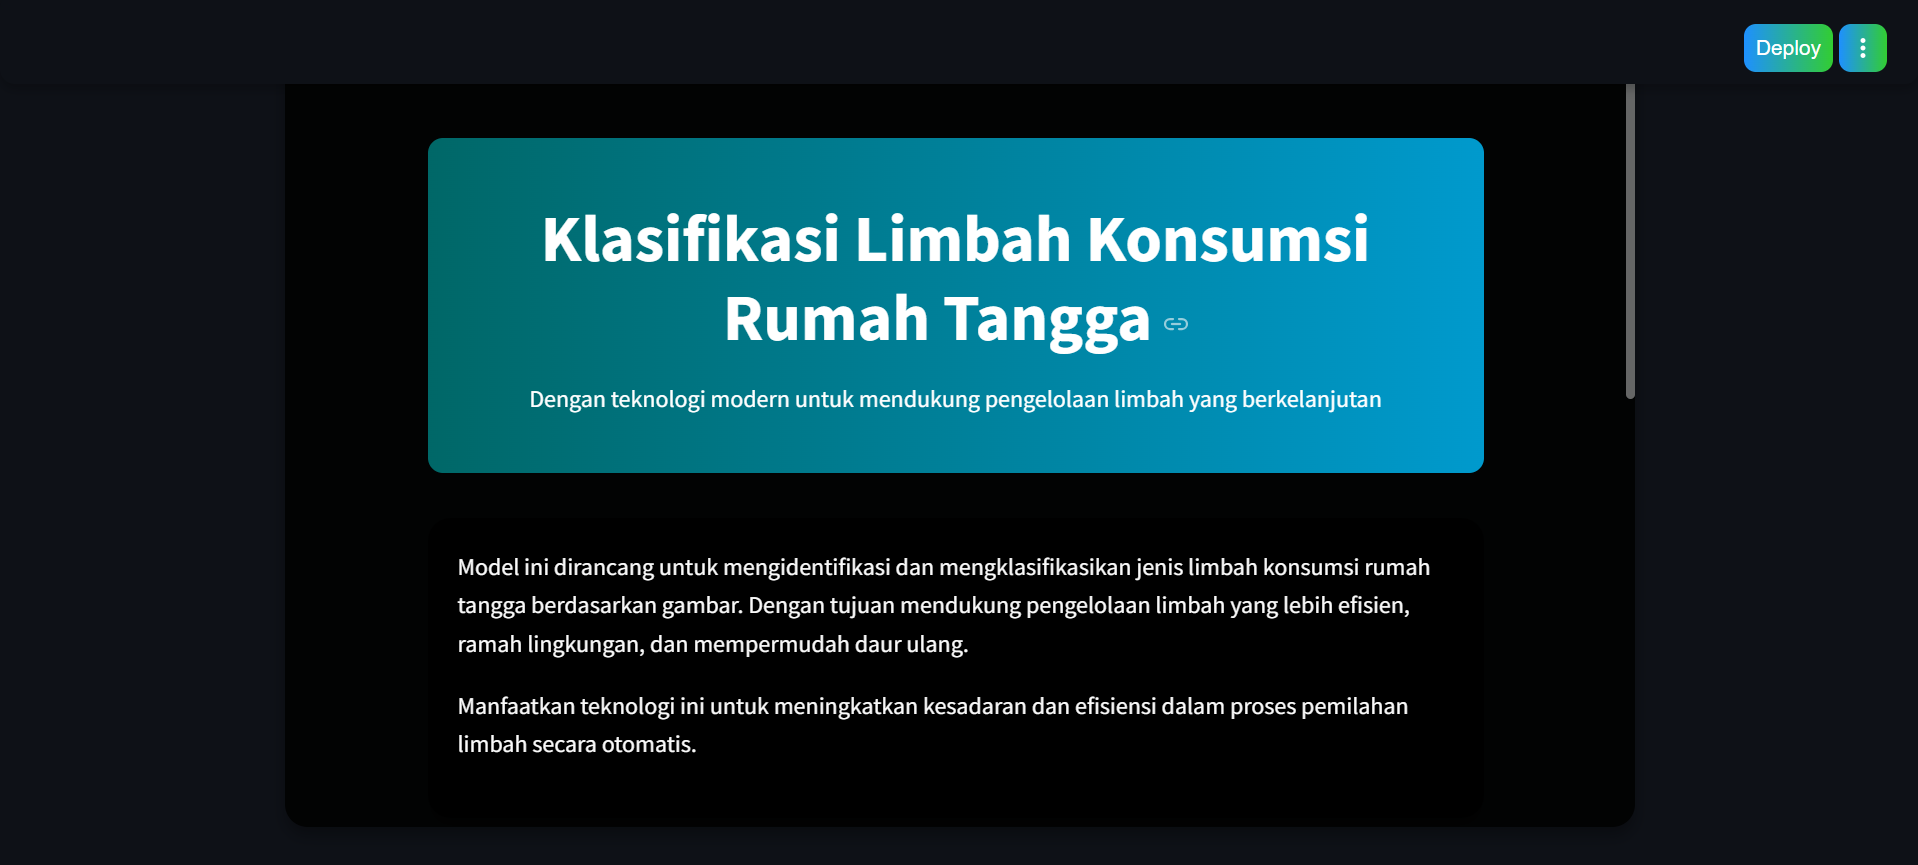 Deploy
Klasifikasi Limbah Konsumsi
Rumah Tangga
Dengan teknologi modern untuk mendukung pengelolaan limbah yang berkelanjutan
Model ini dirancang untuk mengidentifikasi dan mengklasifikasikan jenis limbah konsumsi rumah
tangga berdasarkan gambar. Dengan tujuan mendukung pengelolaan limbah yang lebih efisien,
ramah lingkungan, dan mempermudah daur ulang.
Manfaatkan teknologi ini untuk meningkatkan kesadaran dan efisiensi dalam proses pemilahan
limbah secara otomatis.